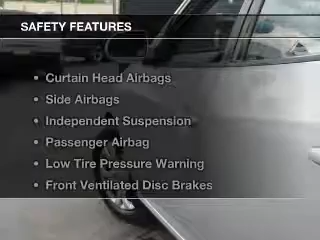 SAFETY FEATURES
• Curtain Head Airbags
• Side Airbags
• Independent Suspension
• Passenger Airbag
• Low Tire Pressure Warning
• Front Ventilated Disc Brakes